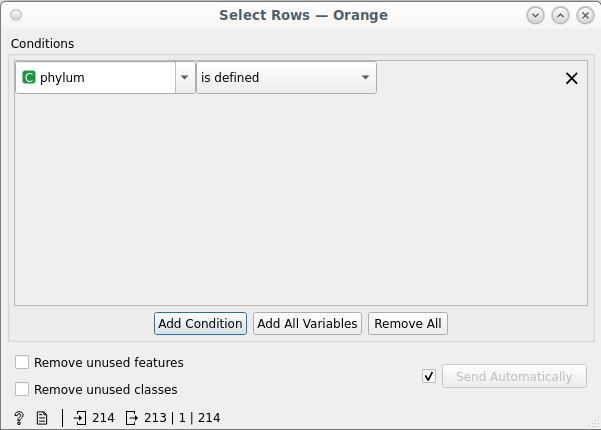 Select Rows — Orange
Conditions
C phylum is defined
Add Condition Add All Variables Remove All
Remove unused features
Remove unused classes
Send Automatically
? 214 213 | 1 | 214